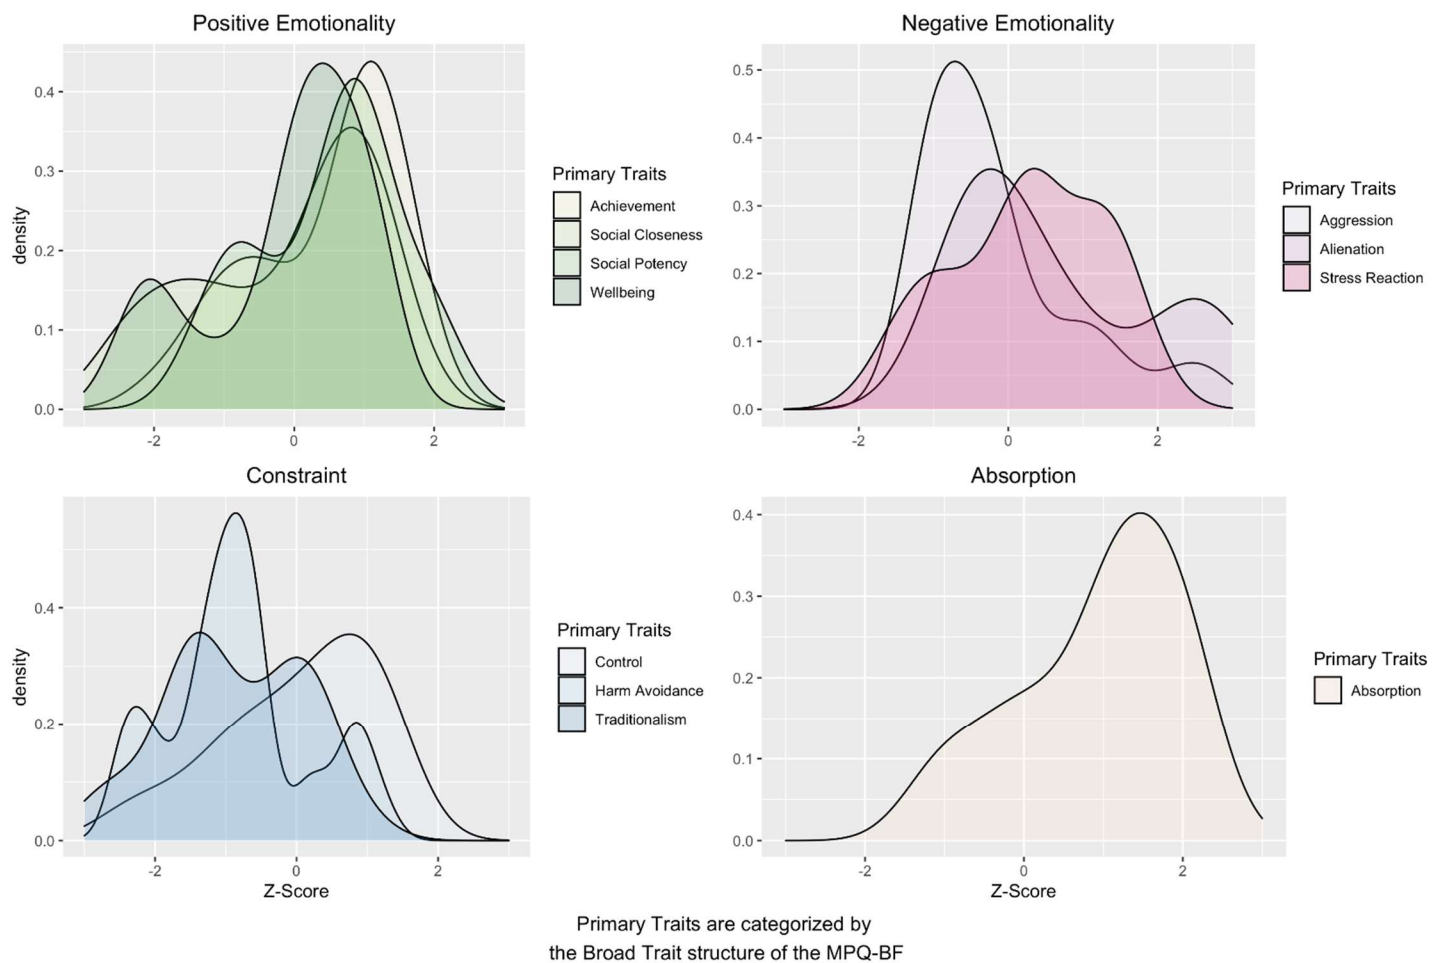 Positive Emotionality
density
0.4
0.3
0.2
0.1
0.0
-2
0
2
Primary Traits
Achievement
Social Closeness
Social Potency
Wellbeing
Negative Emotionality
0.5
0.4
0.3
0.2
0.1
0.0
-2
0
2
Primary Traits
Aggression
Alienation
Stress Reaction
Constraint
density
0.4
0.2
0.0
-2
0
2
Z-Score
Primary Traits
Control
Harm Avoidance
Traditionalism
Absorption
0.4
0.3
0.2
0.1
0.0
-2
0
2
Z-Score
Primary Traits
Absorption
Primary Traits are categorized by
the Broad Trait structure of the MPQ-BF